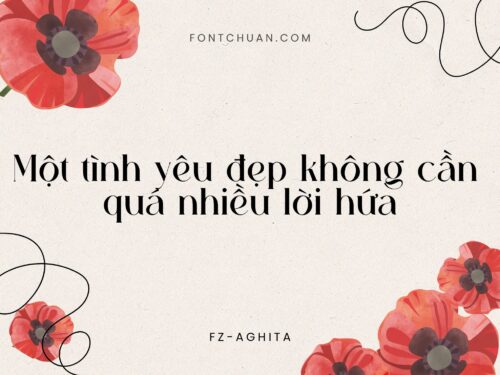 FONTCHUAN.COM
Một tình yêu đẹp không cần
quá nhiều lời hứa
FZ-AGHITA